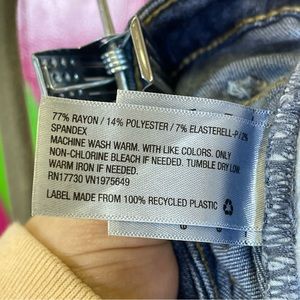 77% RAYON / 14% POLYESTER / 7% ELASTERELL-P / 2%
SPANDEX
MACHINE WASH WARM. WITH LIKE COLORS. ONLY
NON-CHLORINE BLEACH IF NEEDED. TUMBLE DRY LOW.
WARM IRON IF NEEDED.
RN17730 VN1975649
LABEL MADE FROM 100% RECYCLED PLASTIC